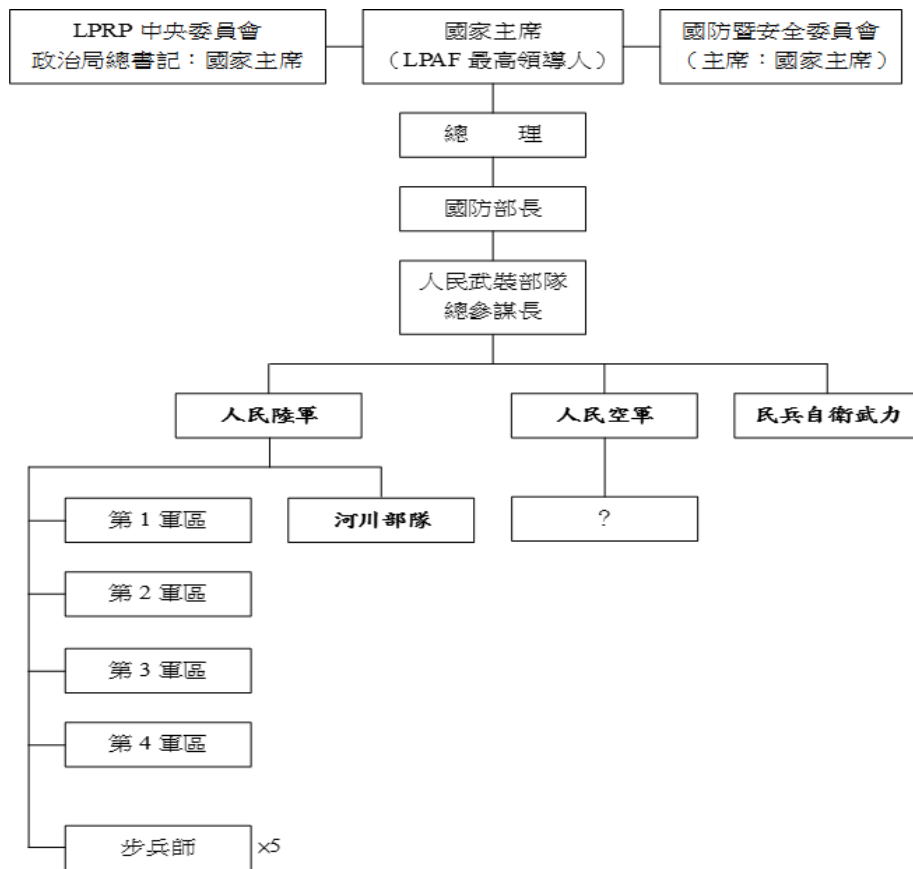 LPRP 中央委員會
政治局總書記：國家主席
國家主席
（LPAF 最高領導人）
國防暨安全委員會
（主席：國家主席）
總　　理
國防部長
人民武裝部隊
總參謀長
人民陸軍
人民空軍
民兵自衛武力
第 1 軍區
河川部隊
?
第 2 軍區
第 3 軍區
第 4 軍區
步兵師
×5